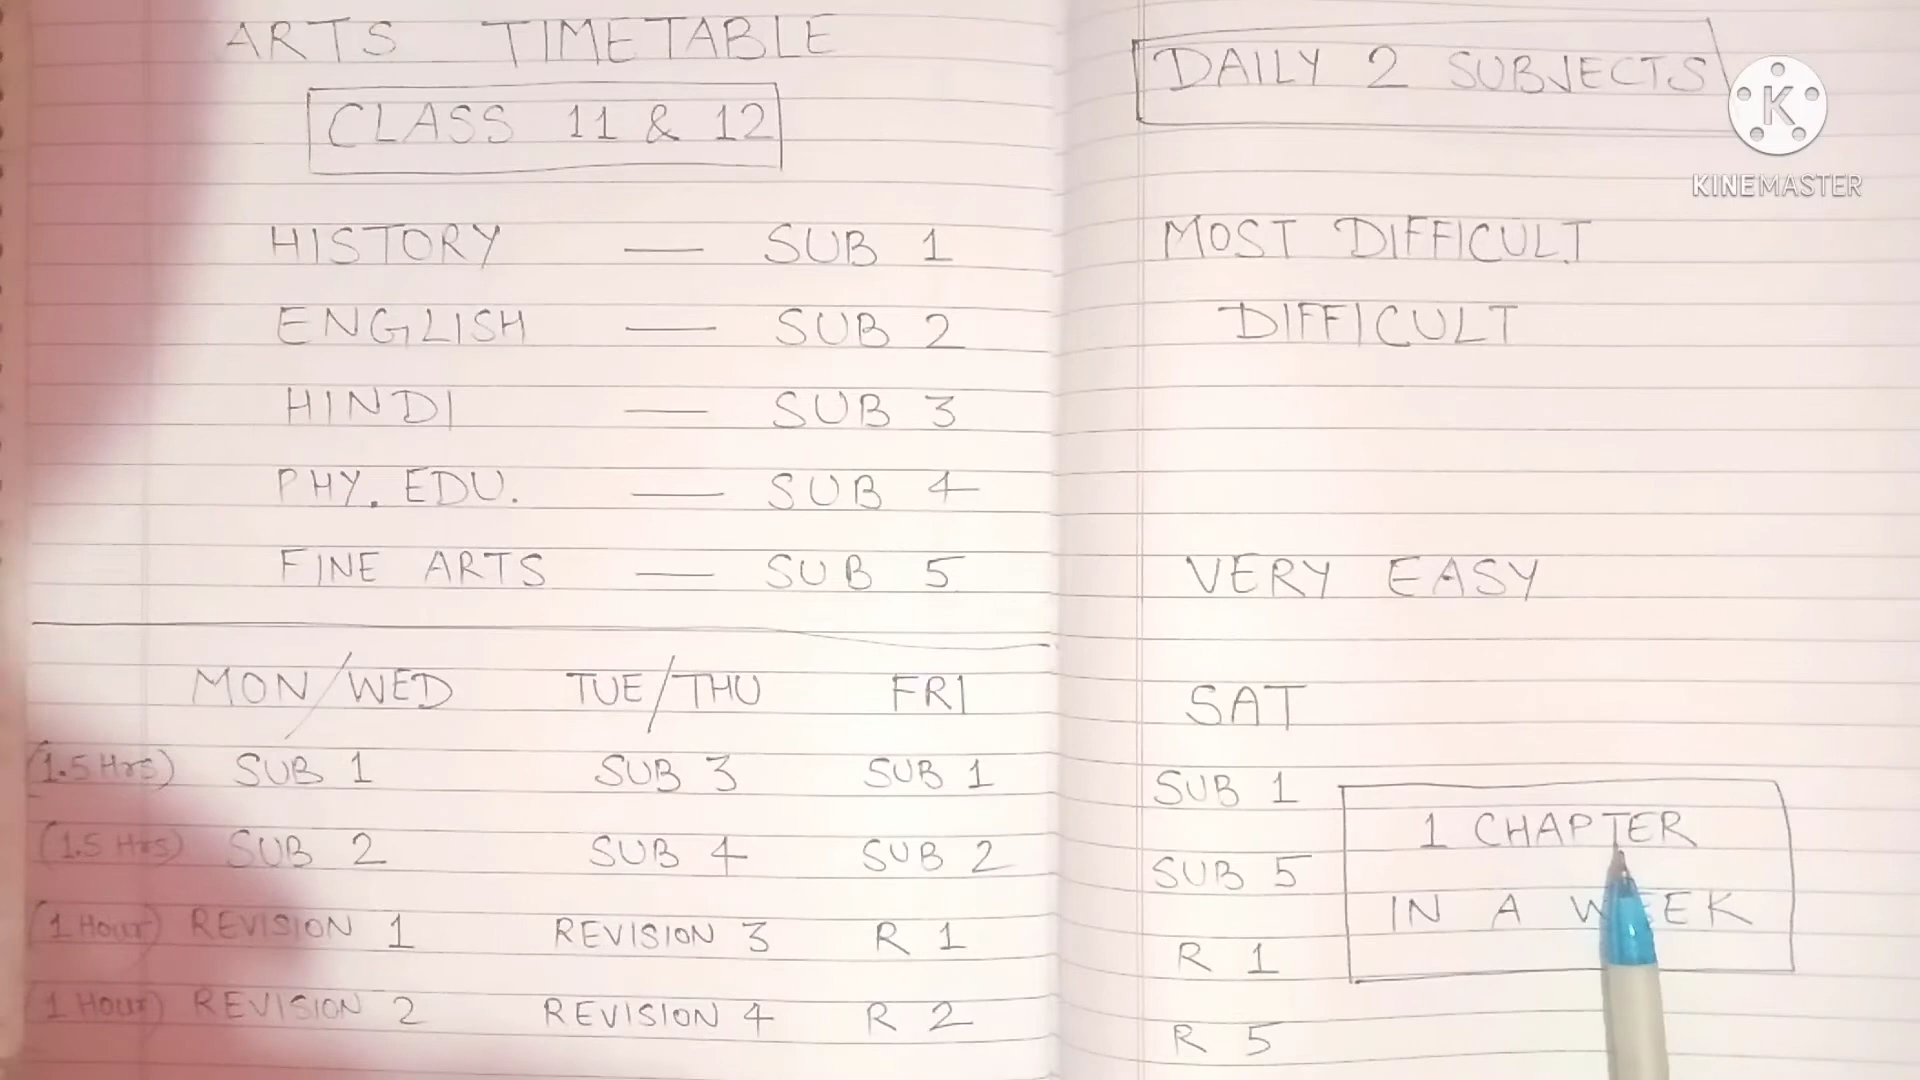 ARTS TIMETABLE
CLASS 11 & 12
HISTORY — SUB 1
ENGLISH — SUB 2
HINDI — SUB 3
PHY. EDU. — SUB 4
FINE ARTS — SUB 5
MON/WED TUE/THU FRI
(1.5 Hrs) SUB 1 SUB 3 SUB 1
(1.5 Hrs) SUB 2 SUB 4 SUB 2
(1 Hour) REVISION 1 REVISION 3 R 1
(1 Hour) REVISION 2 REVISION 4 R 2
DAILY 2 SUBJECTS
K
KINEMASTER
MOST DIFFICULT
DIFFICULT
VERY EASY
SAT
SUB 1
SUB 5
R 1
R 5
1 CHAPTER
IN A WEEK